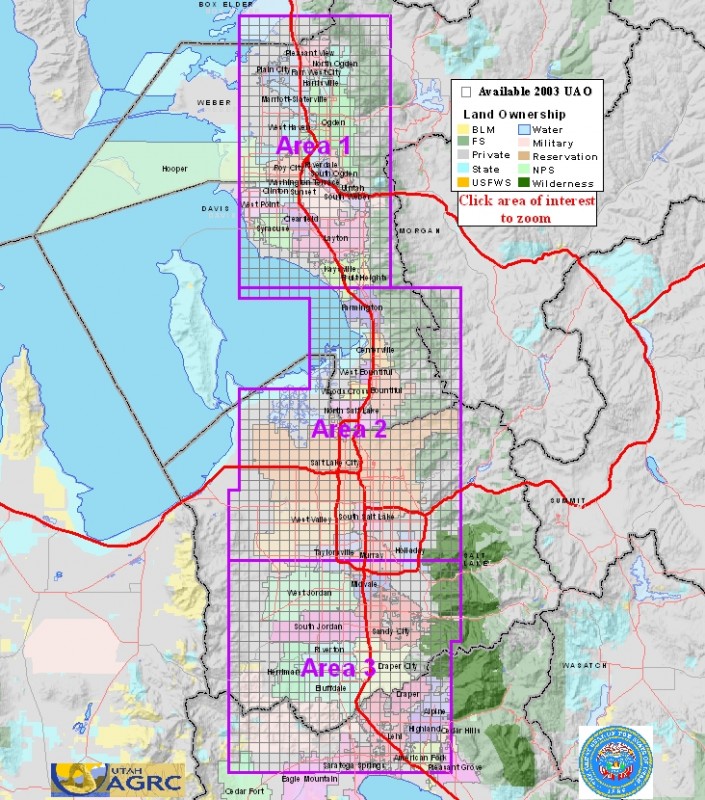 BOX ELDER
Pleasant View
North Ogden
Plain City
Farr West City
Harrisville
Marriott-Slaterville
WEBER
West Haven
Ogden
Area 1
Hooper
Roy City
Riverdale
South Ogden
Washington Terrace
Clinton
Sunset
Uintah
South Weber
West Point
DAVIS
Clearfield
Syracuse
Layton
MORGAN
Kaysville
Fruit Heights
Farmington
Centerville
West Bountiful
Woods Cross
Bountiful
North Salt Lake
Area 2
Salt Lake City
SUMMIT
West Valley
South Salt Lake
Taylorsville
Murray
Holladay
SALT
LAKE
Midvale
West Jordan
South Jordan
Sandy City
Riverton
Area 3
Herriman
Draper City
WASATCH
Bluffdale
Draper
Alpine
Highland
Cedar Hills
Lehi
American Fork
Saratoga Springs
Pleasant Grove
Eagle Mountain
Cedar Fort
Available 2003 UAO
Land Ownership
BLM
FS
Private
State
USFWS
Water
Military
Reservation
NPS
Wilderness
Click area of interest
to zoom
UTAH
AGRC